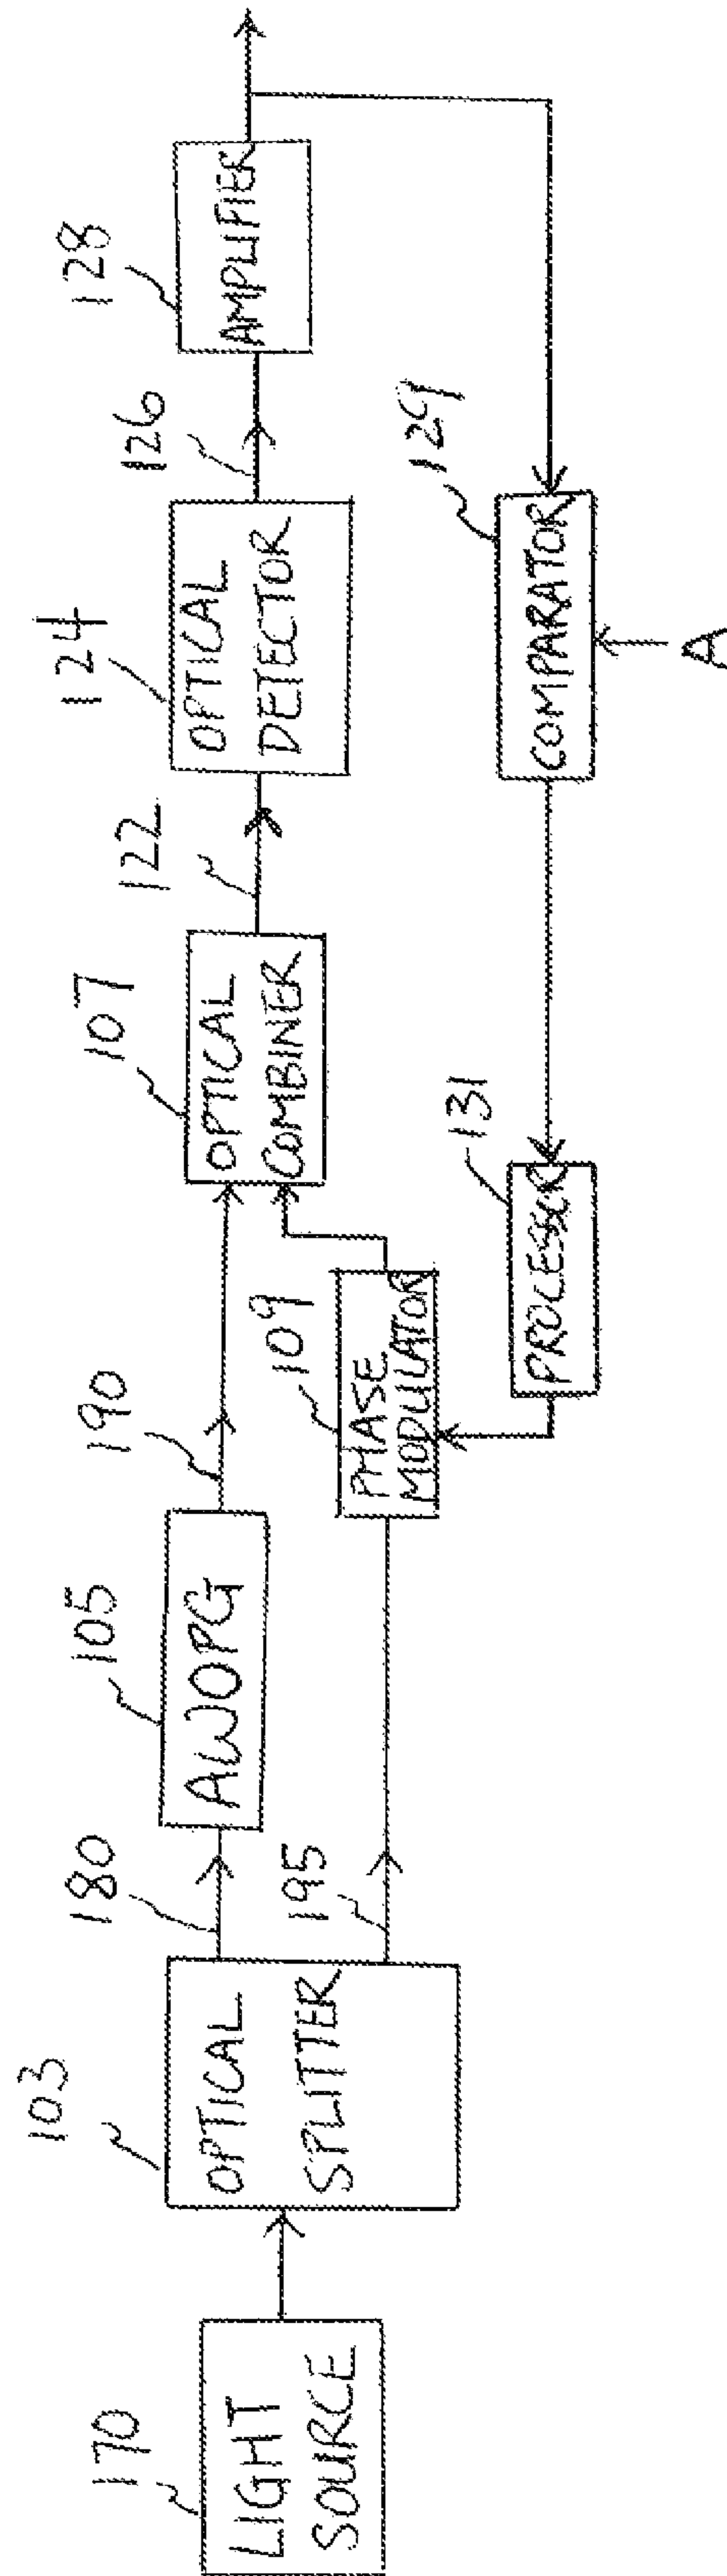 170
LIGHT
SOURCE
103
OPTICAL
SPLITTER
180
195
105
AWOPG
190
109
PHASE
MODULATOR
107
OPTICAL
COMBINER
122
124
OPTICAL
DETECTOR
126
128
AMPLIFIER
129
COMPARATOR
A
131
PROCESSOR